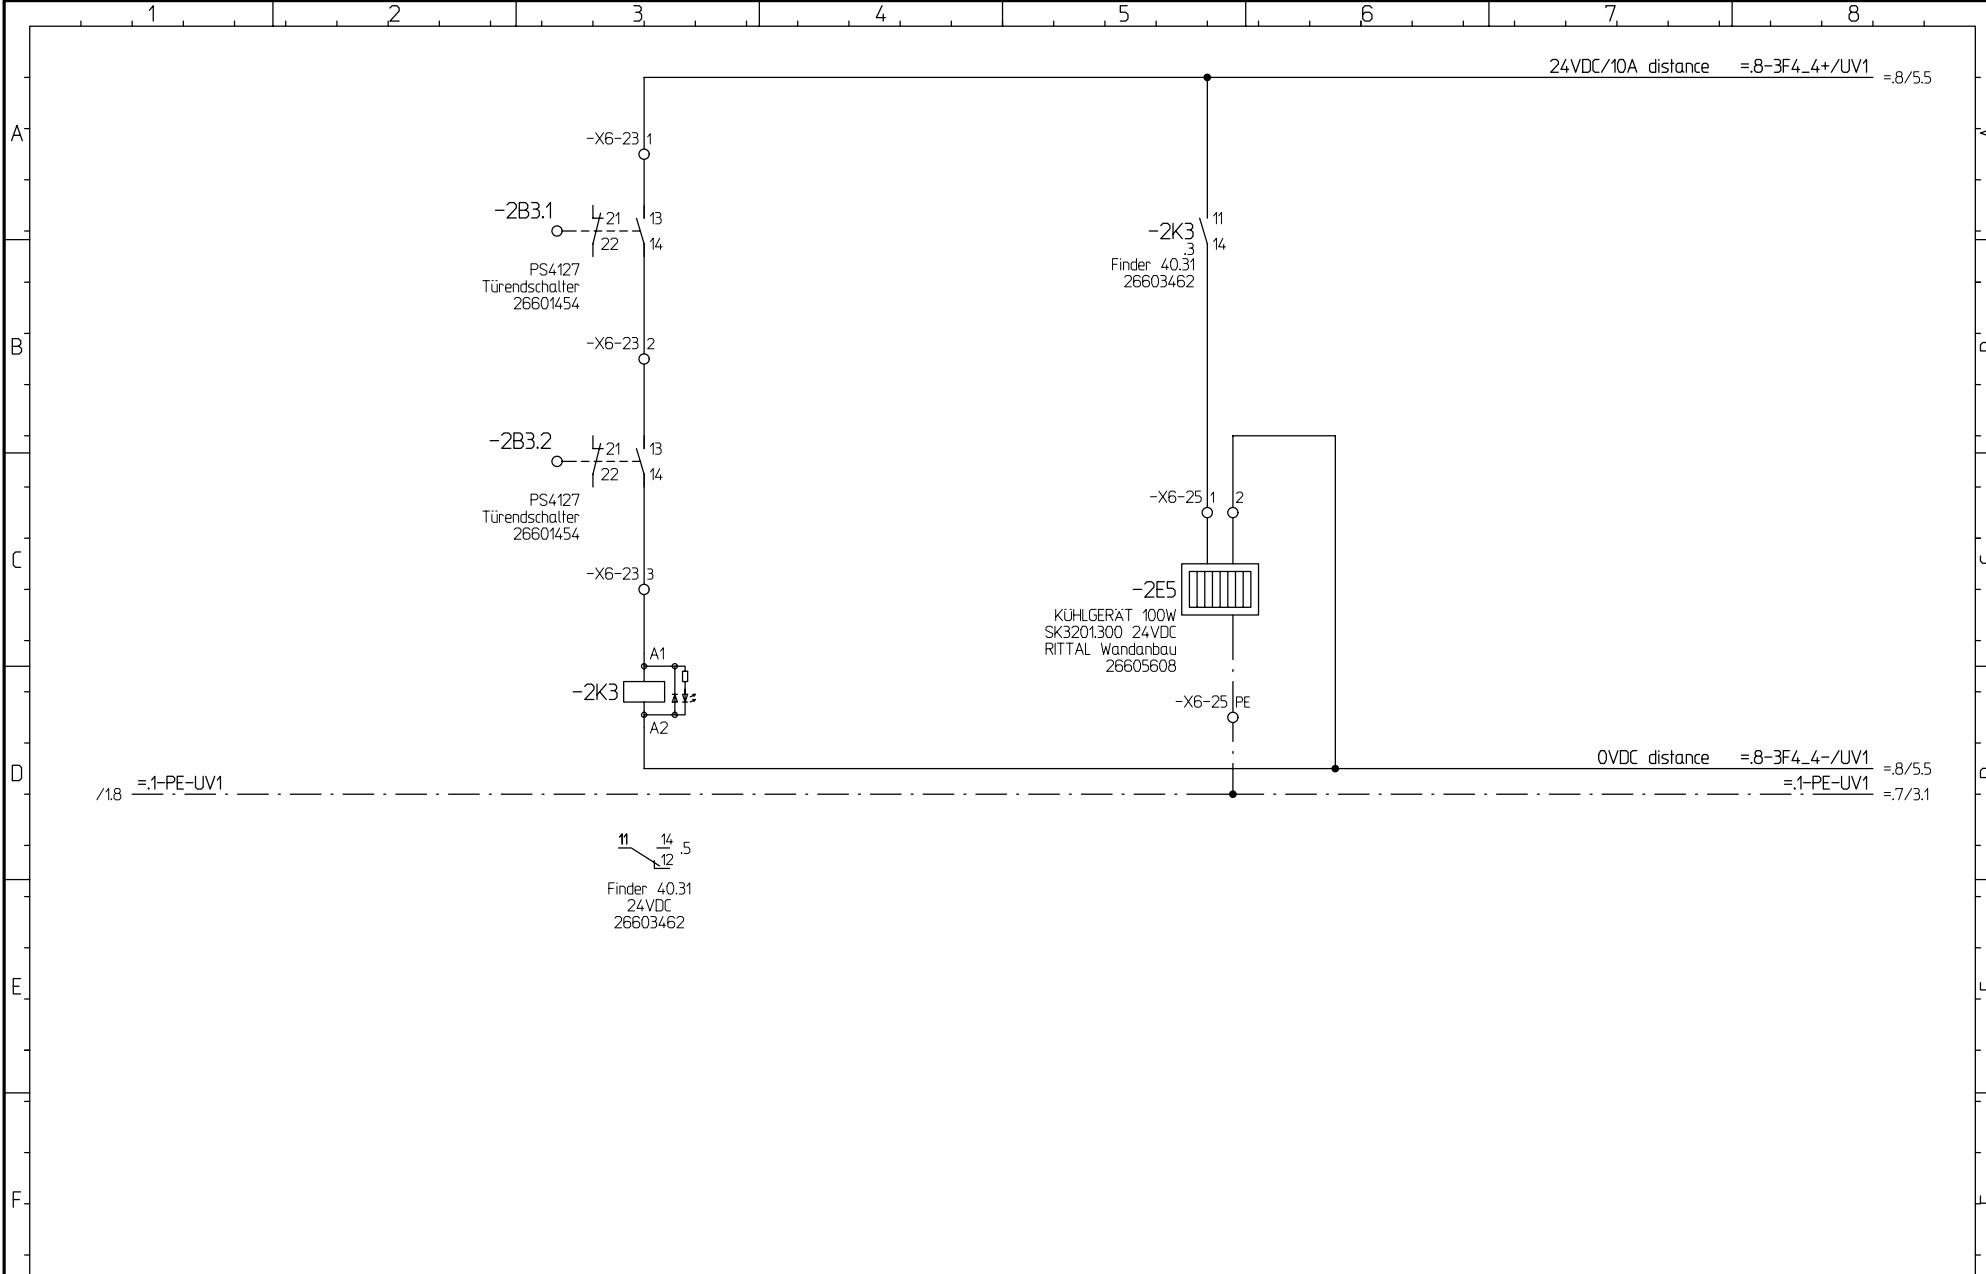 1 2 3 4 5 6 7 8
24VDC/10A distance =.8-3F4_4+/UV1 =.8/5.5
A
-X6-23 1
-2B3.1 21 13
22 14
PS4127
Türendschalter
26601454
-2K3 11
.3 14
Finder 40.31
26603462
B
-X6-23 2
-2B3.2 21 13
22 14
PS4127
Türendschalter
26601454
-X6-25 1 2
C
-X6-23 3
-2E5
KÜHLGERÄT 100W
SK3201.300 24VDC
RITTAL Wandanbau
26605608
A1
-2K3
A2
-X6-25 PE
D
0VDC distance =.8-3F4_4-/UV1 =.8/5.5
/1.8 =.1-PE-UV1
=.1-PE-UV1 =.7/3.1
11 14 .5
12
Finder 40.31
24VDC
26603462
E
F